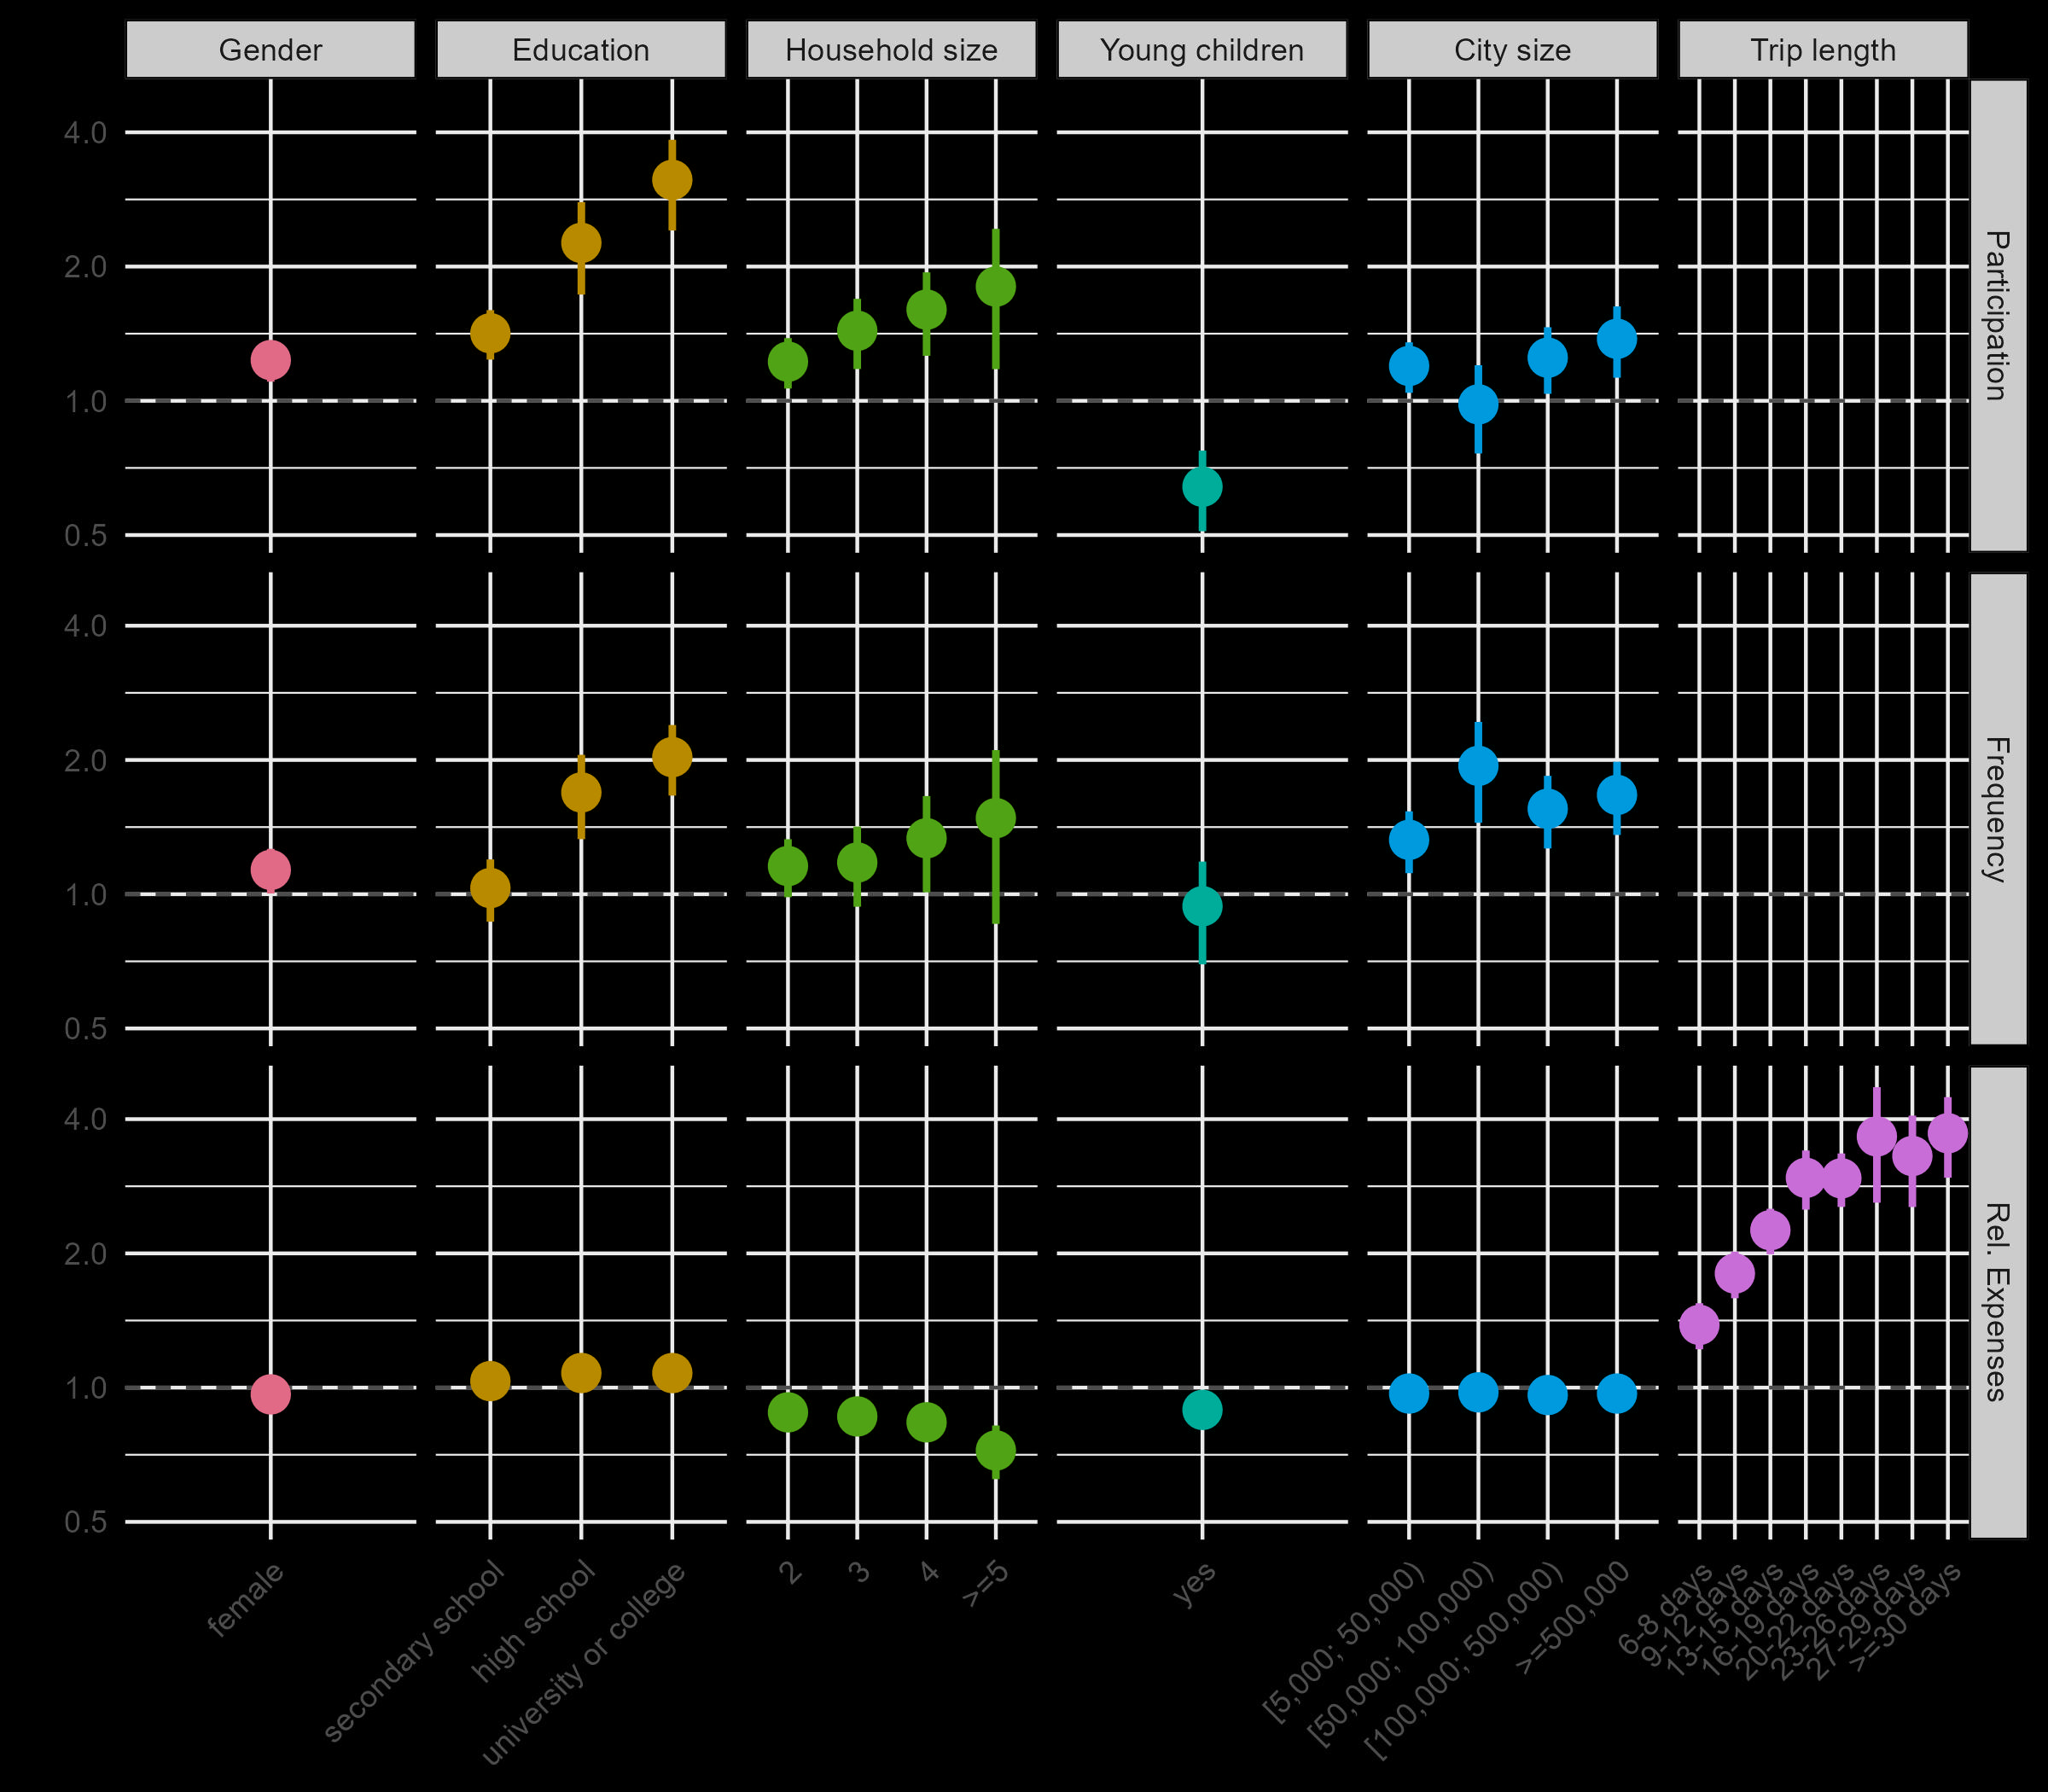 Gender
Education
Household size
Young children
City size
Trip length
4.0
2.0
1.0
0.5
Participation
4.0
2.0
1.0
0.5
Frequency
4.0
2.0
1.0
0.5
Rel. Expenses
female
secondary school
high school
university or college
2
3
4
>=5
yes
[5,000; 50,000)
[50,000; 100,000)
[100,000; 500,000)
>=500,000
6-8 days
9-12 days
13-15 days
16-19 days
20-22 days
23-26 days
27-29 days
>=30 days